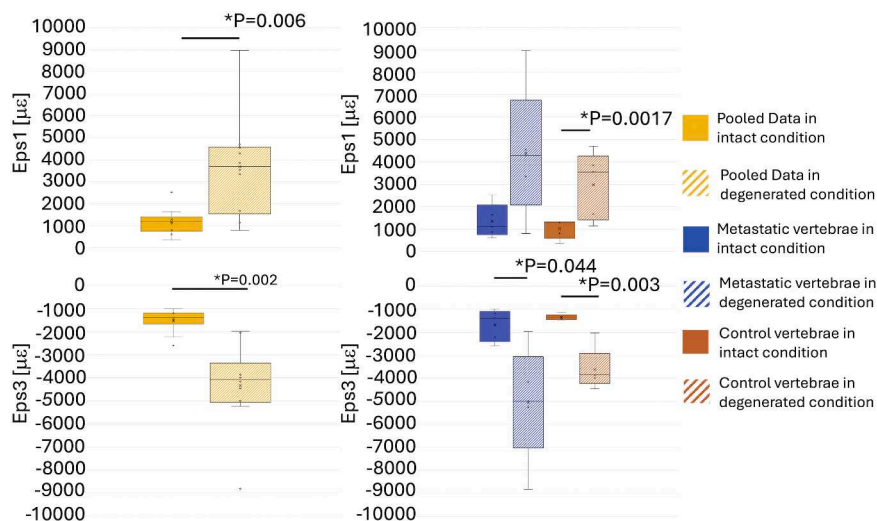 *P=0.006
10000
9000
8000
7000
6000
5000
4000
3000
2000
1000
0
Eps1 [με]
10000
9000
8000
7000
6000
5000
4000
3000
2000
1000
0
Eps1 [με]
*P=0.0017
*P=0.002
0
-1000
-2000
-3000
-4000
-5000
-6000
-7000
-8000
-9000
-10000
Eps3 [με]
*P=0.044
*P=0.003
0
-1000
-2000
-3000
-4000
-5000
-6000
-7000
-8000
-9000
-10000
Eps3 [με]
Pooled Data in
intact condition
Pooled Data in
degenerated condition
Metastatic vertebrae in
intact condition
Metastatic vertebrae in
degenerated condition
Control vertebrae in
intact condition
Control vertebrae in
degenerated condition